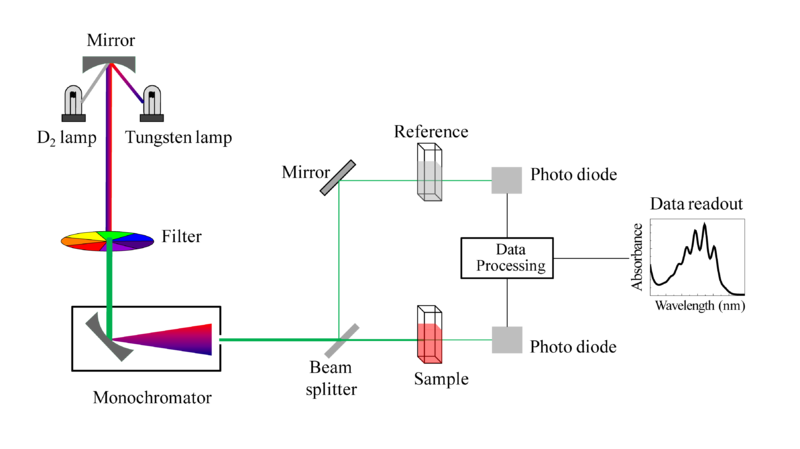 Mirror
D₂ lamp
Tungsten lamp
Filter
Monochromator
Mirror
Beam
splitter
Reference
Sample
Photo diode
Data
Processing
Photo diode
Data readout
Absorbance
Wavelength (nm)